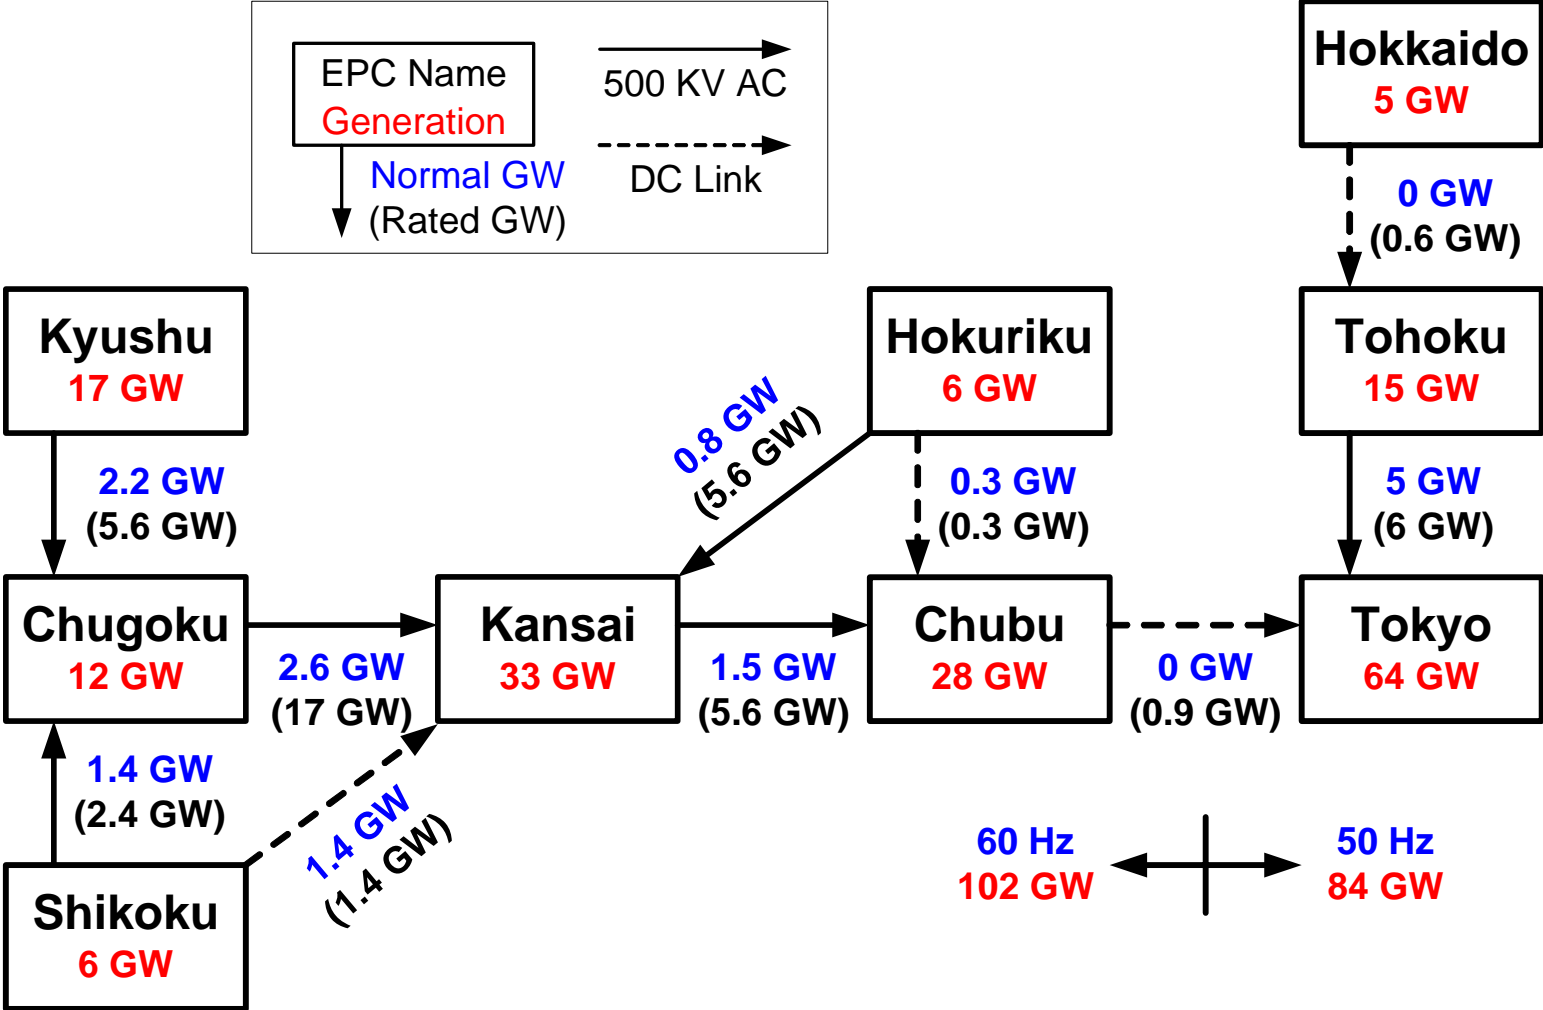 EPC Name
Generation
Normal GW
(Rated GW)
500 KV AC
DC Link
Hokkaido
5 GW
0 GW
(0.6 GW)
Kyushu
17 GW
Hokuriku
6 GW
Tohoku
15 GW
2.2 GW
(5.6 GW)
0.8 GW
(5.6 GW)
0.3 GW
(0.3 GW)
5 GW
(6 GW)
Chugoku
12 GW
2.6 GW
(17 GW)
Kansai
33 GW
1.5 GW
(5.6 GW)
Chubu
28 GW
0 GW
(0.9 GW)
Tokyo
64 GW
1.4 GW
(2.4 GW)
1.4 GW
(1.4 GW)
Shikoku
6 GW
60 Hz
102 GW
50 Hz
84 GW